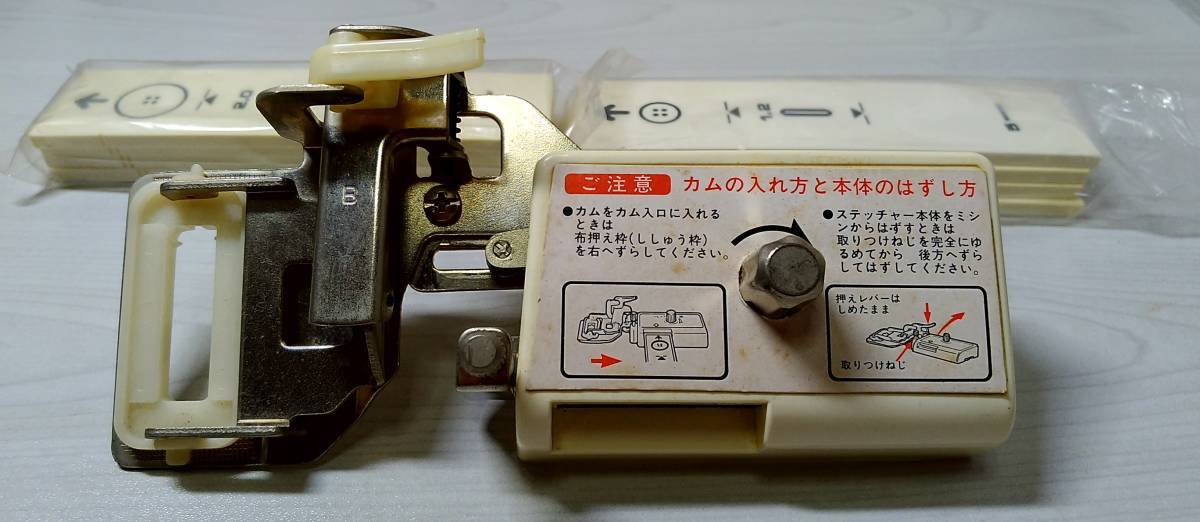 2.0
1.2
B
B
ご注意 カムの入れ方と本体のはずし方
●カムをカム入口に入れる
ときは
布押え枠(ししゅう枠)
を右へずらしてください。
●ステッチャー本体をミシ
ンからはずすときは
取りつけねじを完全にゆ
るめてから 後方へずら
してはずしてください。
押えレバーは
しめたまま
取りつけねじ